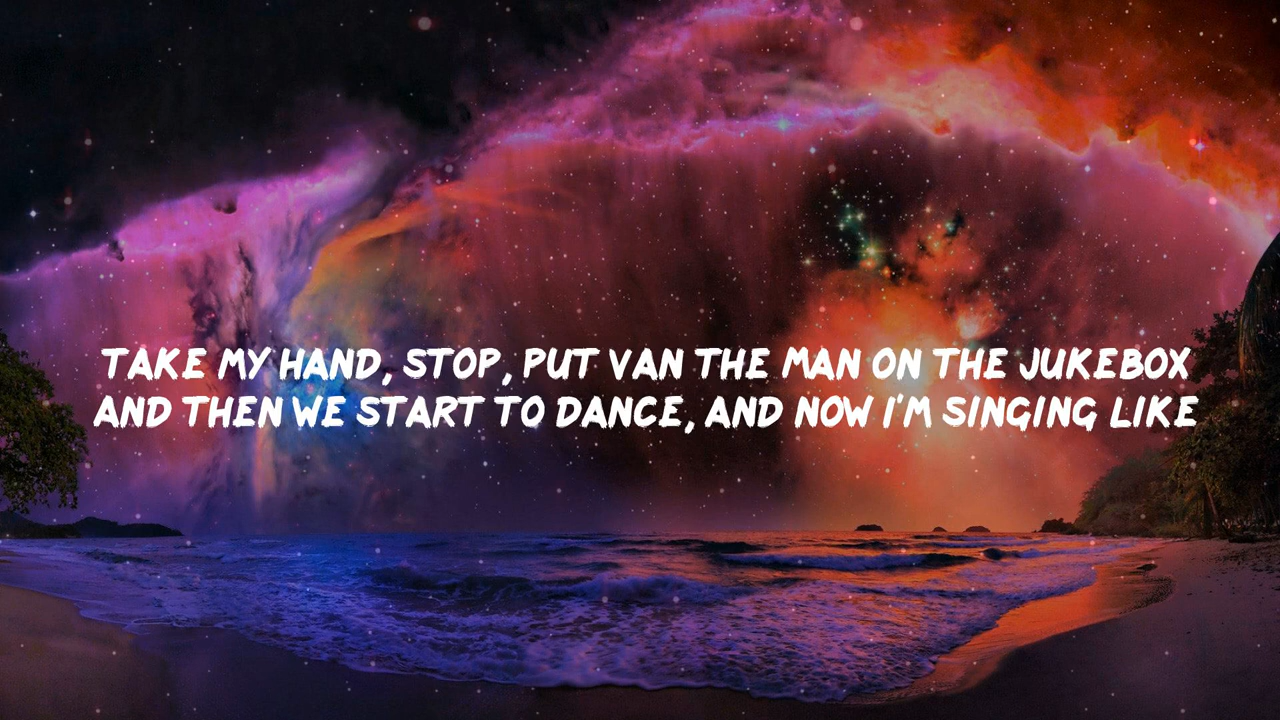 TAKE MY HAND, STOP, PUT VAN THE MAN ON THE JUKEBOX
AND THEN WE START TO DANCE, AND NOW I'M SINGING LIKE